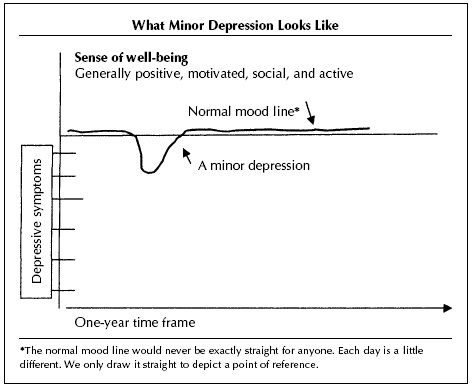 What Minor Depression Looks Like
Sense of well-being
Generally positive, motivated, social, and active
Normal mood line*
A minor depression
Depressive symptoms
One-year time frame
*The normal mood line would never be exactly straight for anyone. Each day is a little
different. We only draw it straight to depict a point of reference.